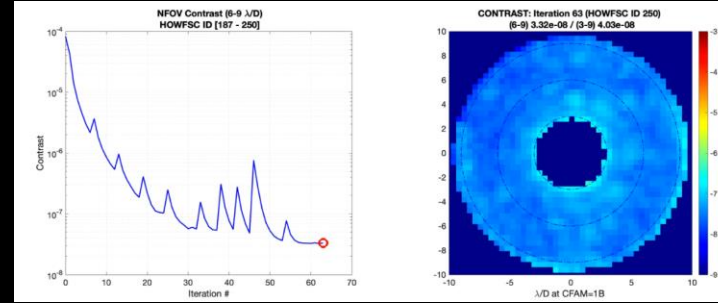 NFOV Contrast (6-9 λ/D)
HOWFSC ID [187 - 250]
10^-4
10^-5
10^-6
10^-7
10^-8
Contrast
0 10 20 30 40 50 60 70
Iteration #
CONTRAST: Iteration 63 (HOWFSC ID 250)
(6-9) 3.32e-08 / (3-9) 4.03e-08
10
8
6
4
2
0
-2
-4
-6
-8
-10
-10 -5 0 5 10
λ/D at CFAM=1B
-3
-4
-5
-6
-7
-8
-9